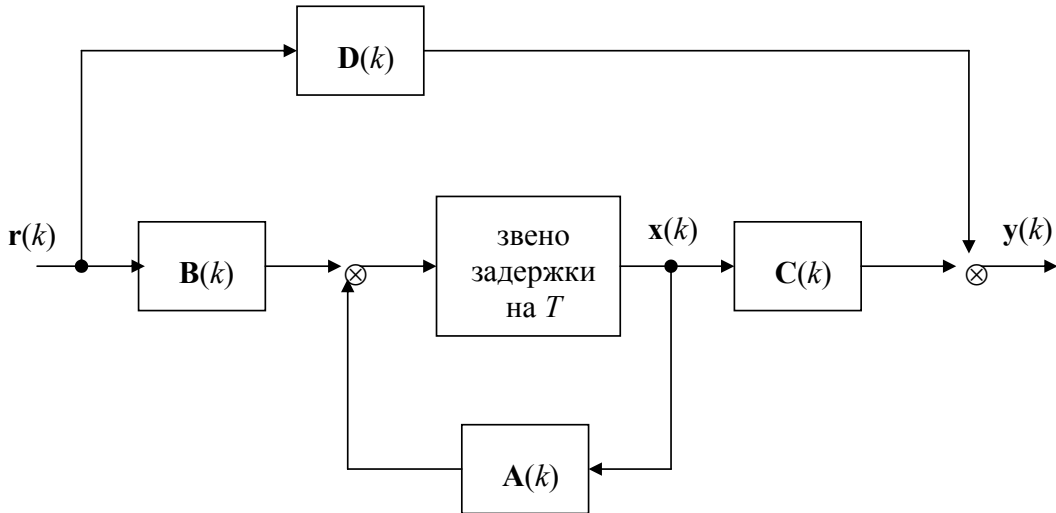 D(k)
r(k)
B(k)
звено
задержки
на T
x(k)
C(k)
y(k)
A(k)